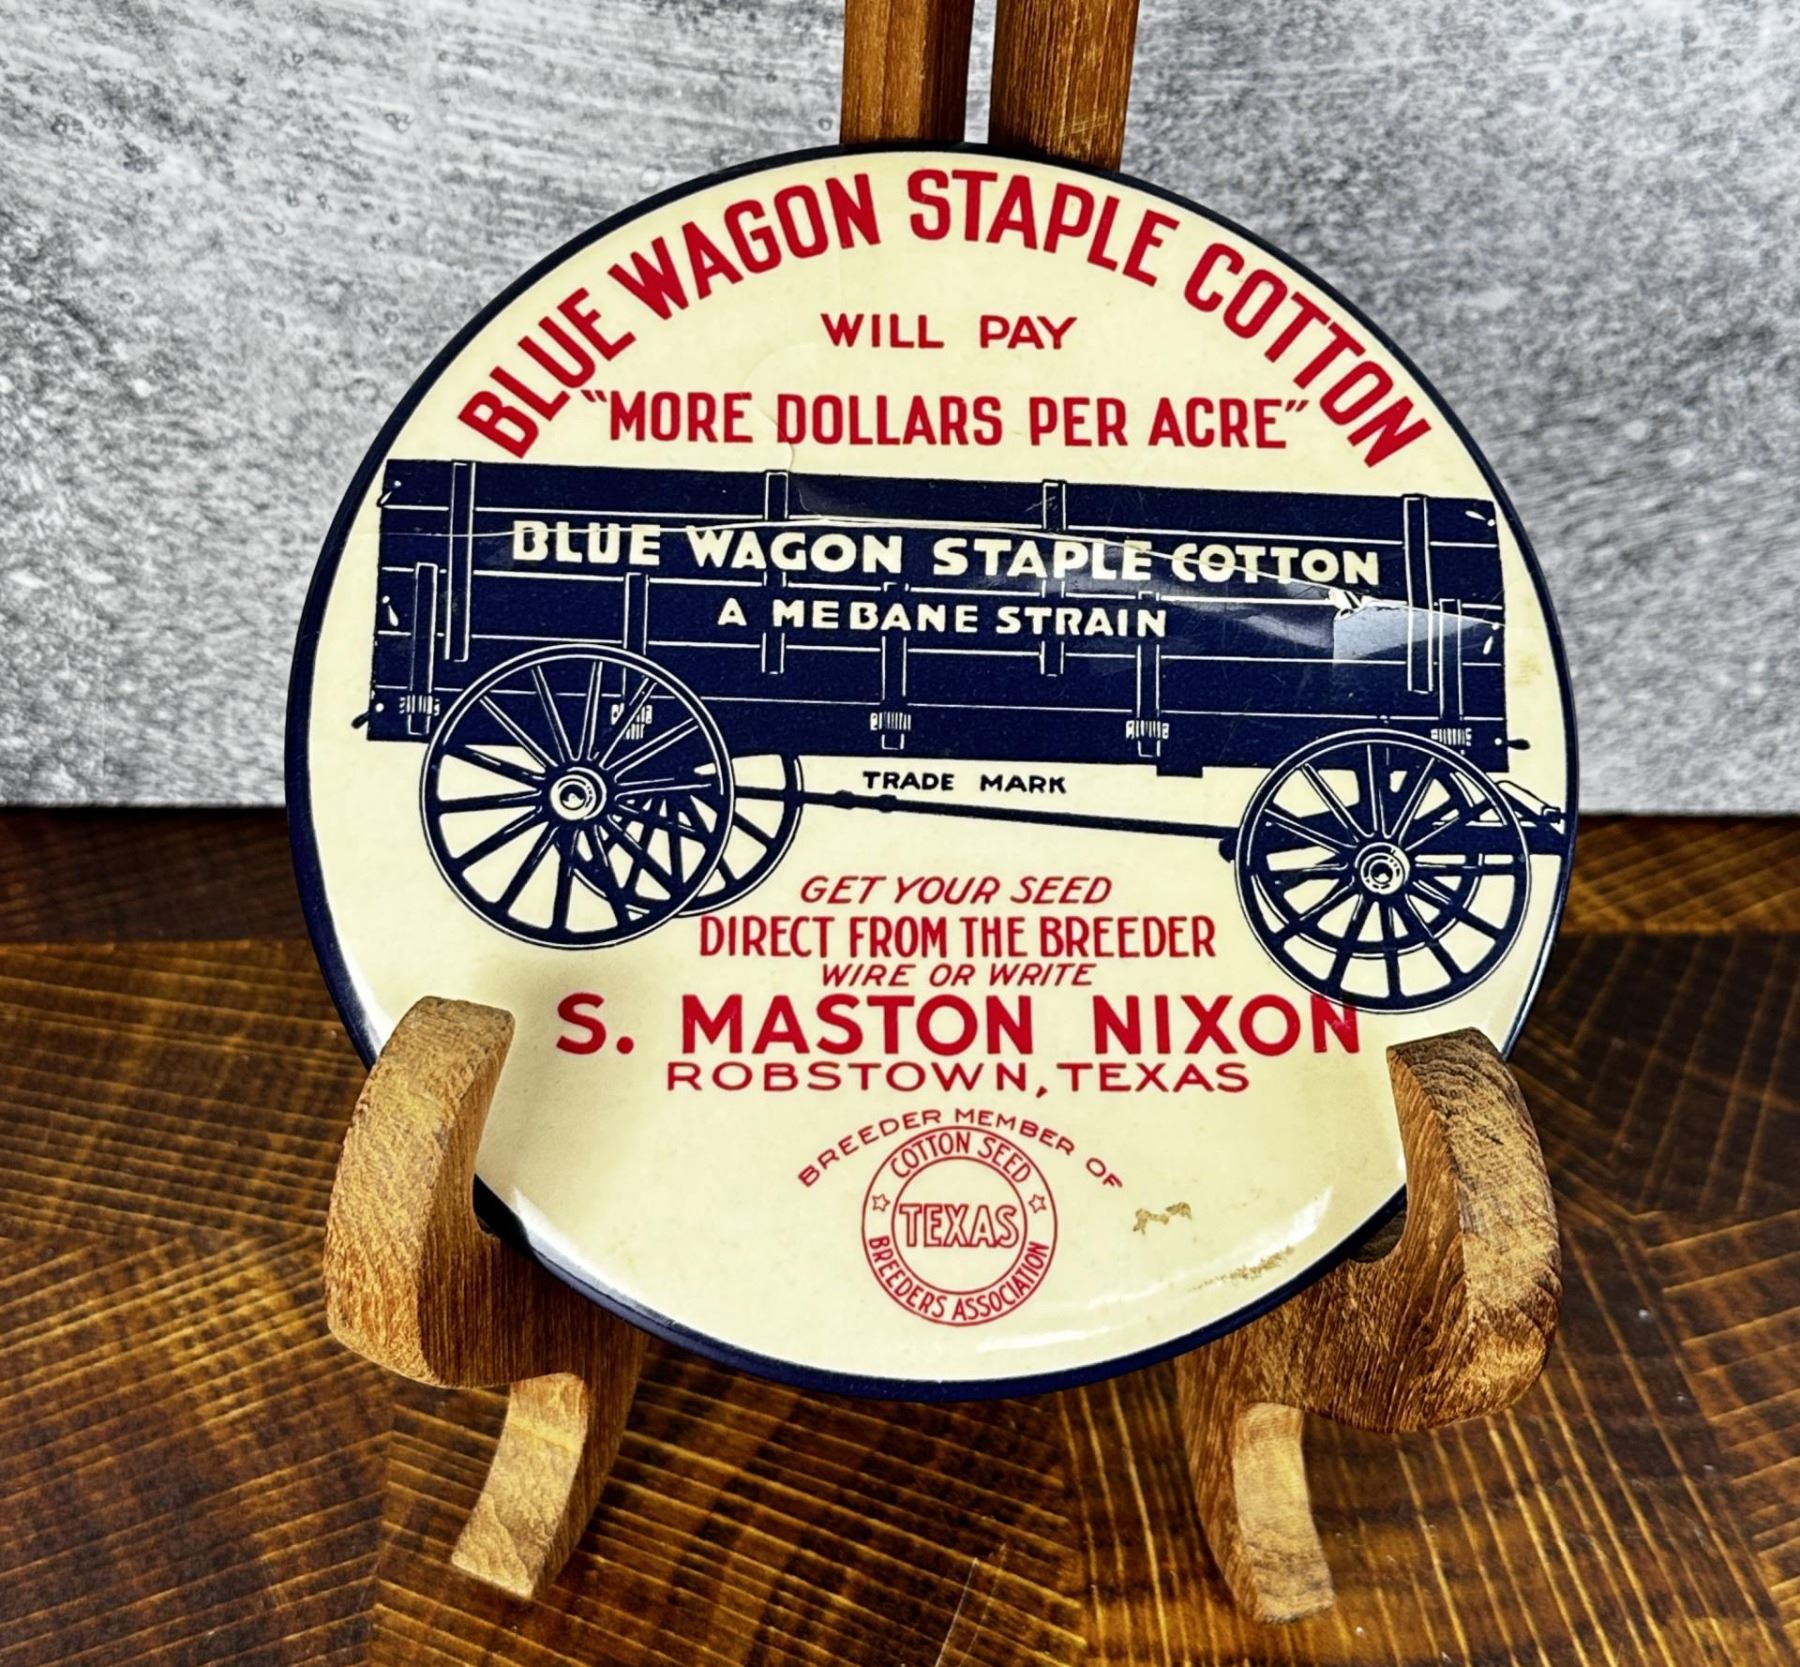 BLUE WAGON STAPLE COTTON
WILL PAY
"MORE DOLLARS PER ACRE"
BLUE WAGON STAPLE COTTON
A MEBANE STRAIN
TRADE MARK
GET YOUR SEED
DIRECT FROM THE BREEDER
WIRE OR WRITE
S. MASTON NIXON
ROBSTOWN, TEXAS
BREEDER MEMBER OF
COTTON SEED
TEXAS
BREEDERS ASSOCIATION